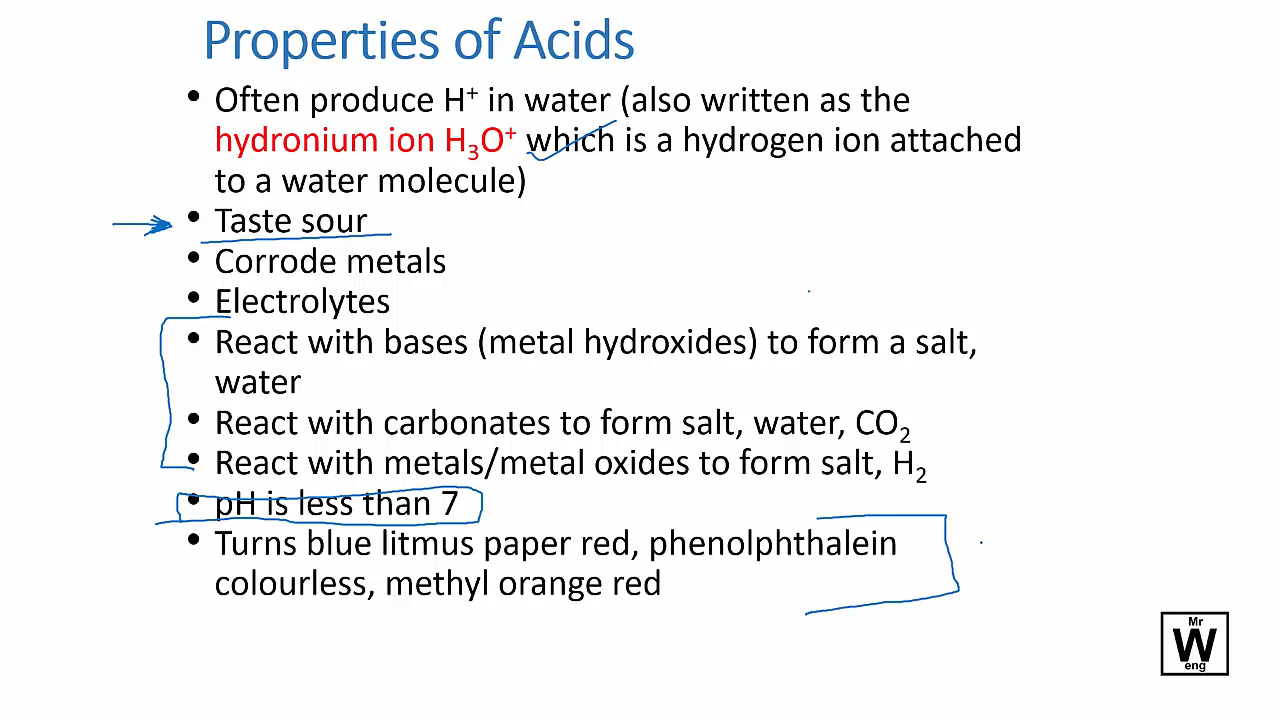 Properties of Acids
• Often produce H⁺ in water (also written as the
hydronium ion H₃O⁺ which is a hydrogen ion attached
to a water molecule)
• Taste sour
• Corrode metals
• Electrolytes
• React with bases (metal hydroxides) to form a salt,
water
• React with carbonates to form salt, water, CO₂
• React with metals/metal oxides to form salt, H₂
• pH is less than 7
• Turns blue litmus paper red, phenolphthalein
colourless, methyl orange red
Mr
W
eng